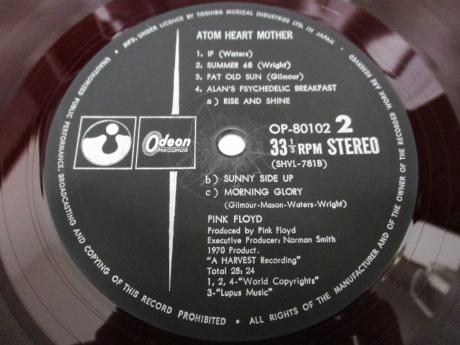 MFD. UNDER LICENCE BY TOSHIBA MUSICAL INDUSTRIES LTD. IN JAPAN •
UNAUTHORIZED PUBLIC PERFORMANCE, BROADCASTING AND COPYING OF THIS RECORD PROHIBITED • ALL RIGHTS OF THE MANUFACTURER AND OF THE OWNER OF THE RECORDED WORK ARE RESERVED •
ATOM HEART MOTHER
1. IF (Waters)
2. SUMMER 68 (Wright)
3. FAT OLD SUN (Gilmour)
4. ALAN'S PSYCHEDELIC BREAKFAST
a) RISE AND SHINE
Odeon
RECORDS
OP-80102 2
33⅓ RPM STEREO
(SHVL-781B)
b) SUNNY SIDE UP
c) MORNING GLORY
(Gilmour-Mason-Waters-Wright)
PINK FLOYD
Produced by Pink Floyd
Executive Producer: Norman Smith
1970 Product.
"A HARVEST Recording"
Total 28; 24
1, 2, 4-"World Copyrights"
3-"Lupus Music"